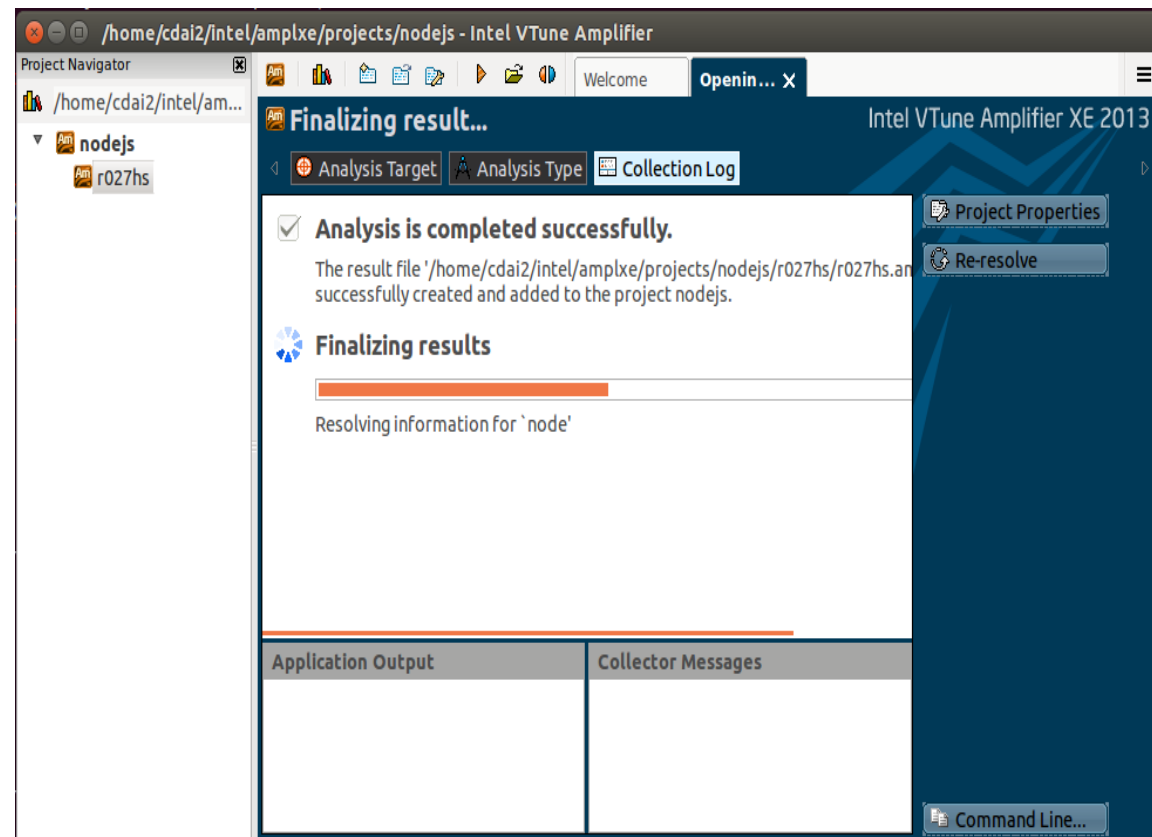 /home/cdai2/intel/amplxe/projects/nodejs - Intel VTune Amplifier
Project Navigator
/home/cdai2/intel/am...
nodejs
r027hs
Welcome
Openin...
Finalizing result...
Intel VTune Amplifier XE 2013
Analysis Target
Analysis Type
Collection Log
Analysis is completed successfully.
The result file '/home/cdai2/intel/amplxe/projects/nodejs/r027hs/r027hs.an
successfully created and added to the project nodejs.
Finalizing results
Resolving information for `node'
Project Properties
Re-resolve
Application Output
Collector Messages
Command Line...